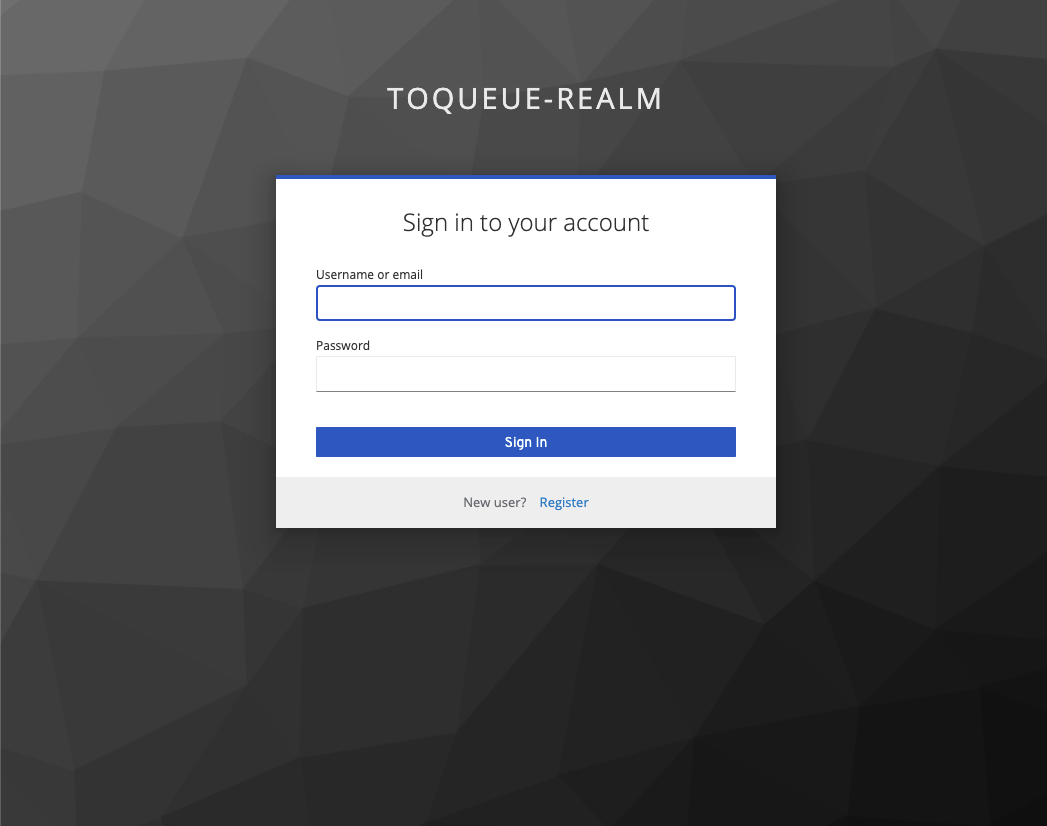 TOQUEUE-REALM
Sign in to your account
Username or email
Password
Sign In
New user? Register